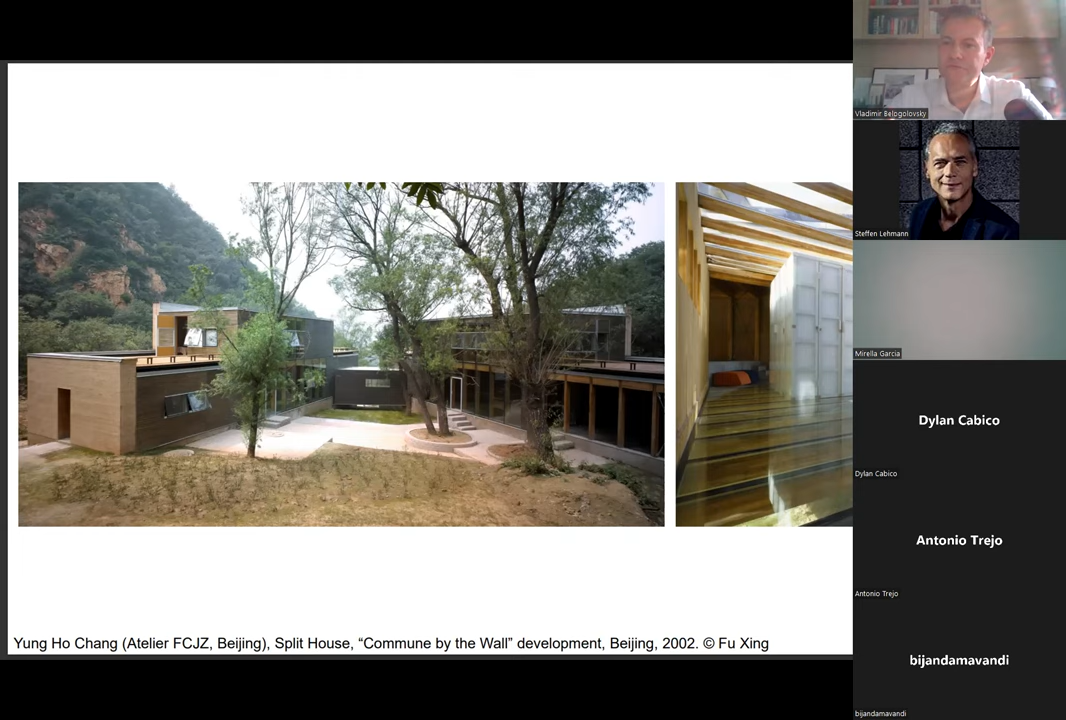 Vladimir Belogolovsky
Steffen Lehmann
Mirella Garcia
Dylan Cabico
Dylan Cabico
Antonio Trejo
Antonio Trejo
bijandamavandi
bijandamavandi
Yung Ho Chang (Atelier FCJZ, Beijing), Split House, “Commune by the Wall” development, Beijing, 2002. © Fu Xing